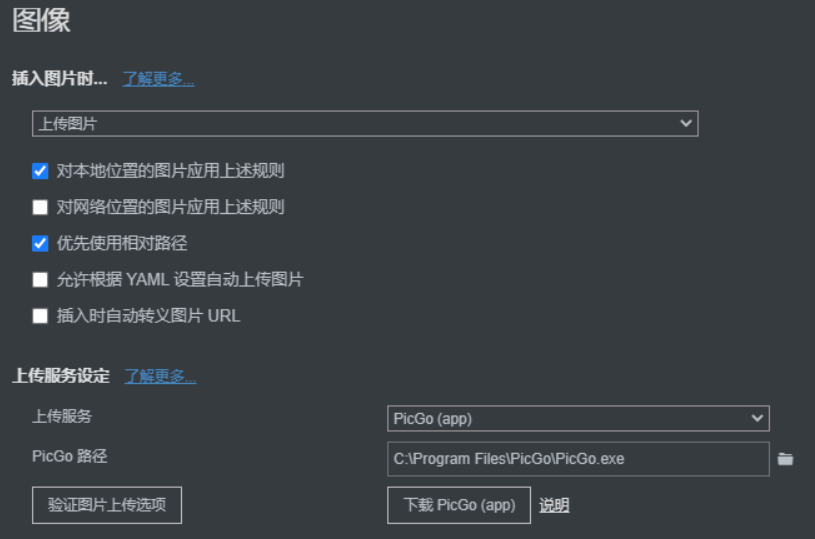 图像
插入图片时... 了解更多...
上传图片
对本地位置的图片应用上述规则
对网络位置的图片应用上述规则
优先使用相对路径
允许根据 YAML 设置自动上传图片
插入时自动转义图片 URL
上传服务设定 了解更多...
上传服务 PicGo (app)
PicGo 路径 C:\Program Files\PicGo\PicGo.exe
验证图片上传选项 下载 PicGo (app) 说明